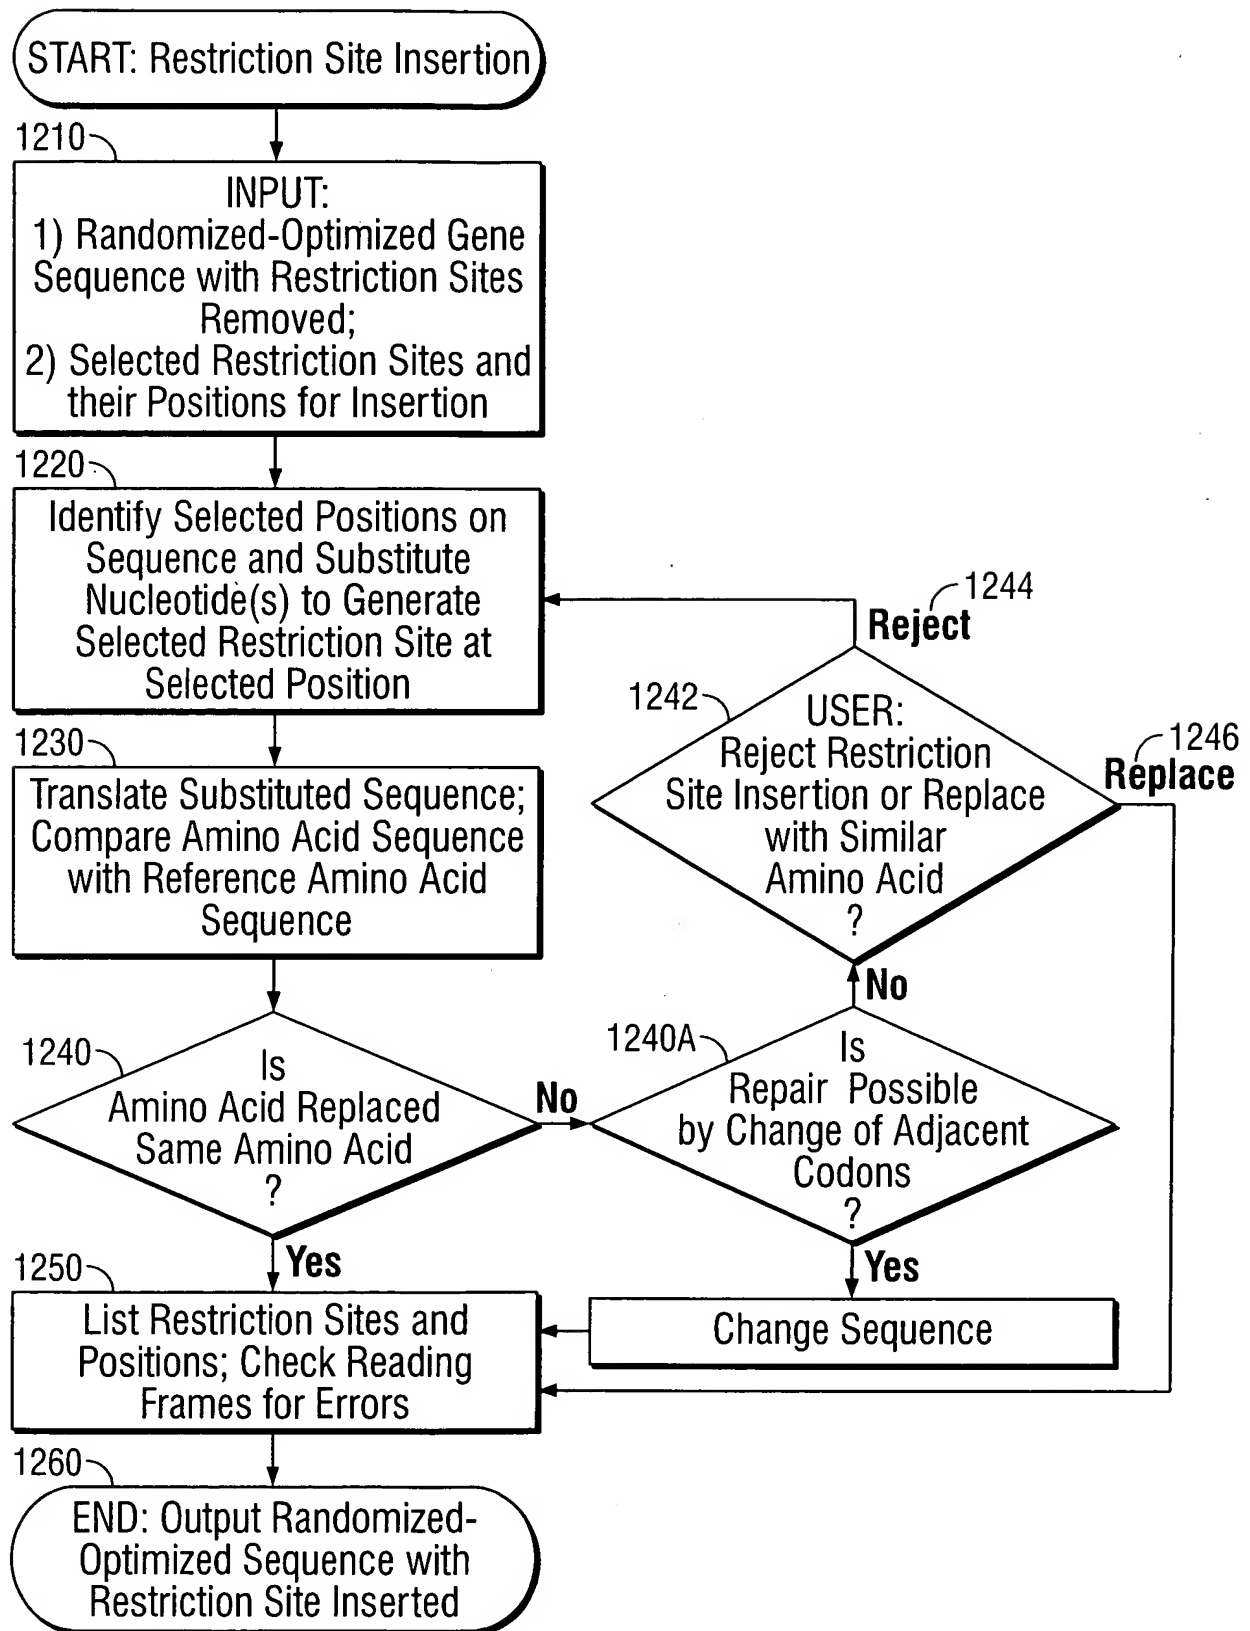 START: Restriction Site Insertion
1210
INPUT:
1) Randomized-Optimized Gene
Sequence with Restriction Sites
Removed;
2) Selected Restriction Sites and
their Positions for Insertion
1220
Identify Selected Positions on
Sequence and Substitute
Nucleotide(s) to Generate
Selected Restriction Site at
Selected Position
1230
Translate Substituted Sequence;
Compare Amino Acid Sequence
with Reference Amino Acid
Sequence
1240
Is
Amino Acid Replaced
Same Amino Acid
?
No
Yes
1240A
Is
Repair Possible
by Change of Adjacent
Codons
?
No
Yes
Change Sequence
1242
USER:
Reject Restriction
Site Insertion or Replace
with Similar
Amino Acid
?
1244
Reject
1246
Replace
1250
List Restriction Sites and
Positions; Check Reading
Frames for Errors
1260
END: Output Randomized-
Optimized Sequence with
Restriction Site Inserted